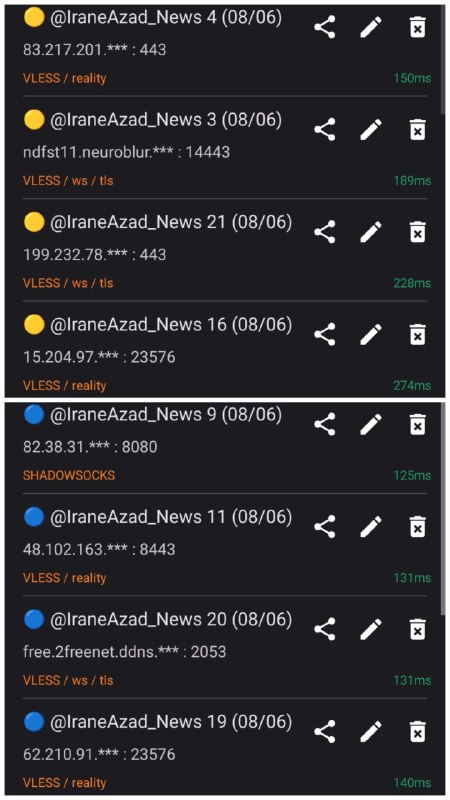 @IraneAzad_News 4 (08/06)
83.217.201.*** : 443
VLESS / reality 150ms
@IraneAzad_News 3 (08/06)
ndfst11.neuroblur.*** : 14443
VLESS / ws / tls 189ms
@IraneAzad_News 21 (08/06)
199.232.78.*** : 443
VLESS / ws / tls 228ms
@IraneAzad_News 16 (08/06)
15.204.97.*** : 23576
VLESS / reality 274ms
@IraneAzad_News 9 (08/06)
82.38.31.*** : 8080
SHADOWSOCKS 125ms
@IraneAzad_News 11 (08/06)
48.102.163.*** : 8443
VLESS / reality 131ms
@IraneAzad_News 20 (08/06)
free.2freenet.ddns.*** : 2053
VLESS / ws / tls 131ms
@IraneAzad_News 19 (08/06)
62.210.91.*** : 23576
VLESS / reality 140ms